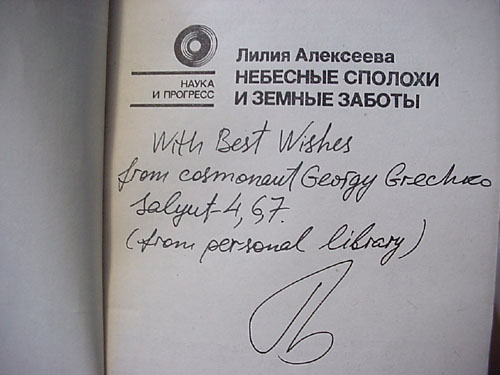 Лилия Алексеева
НАУКА
И ПРОГРЕСС
НЕБЕСНЫЕ СПОЛОХИ
И ЗЕМНЫЕ ЗАБОТЫ
With Best Wishes
from cosmonaut Georgy Grechko
Salyut-4, 6, 7.
(from personal library)